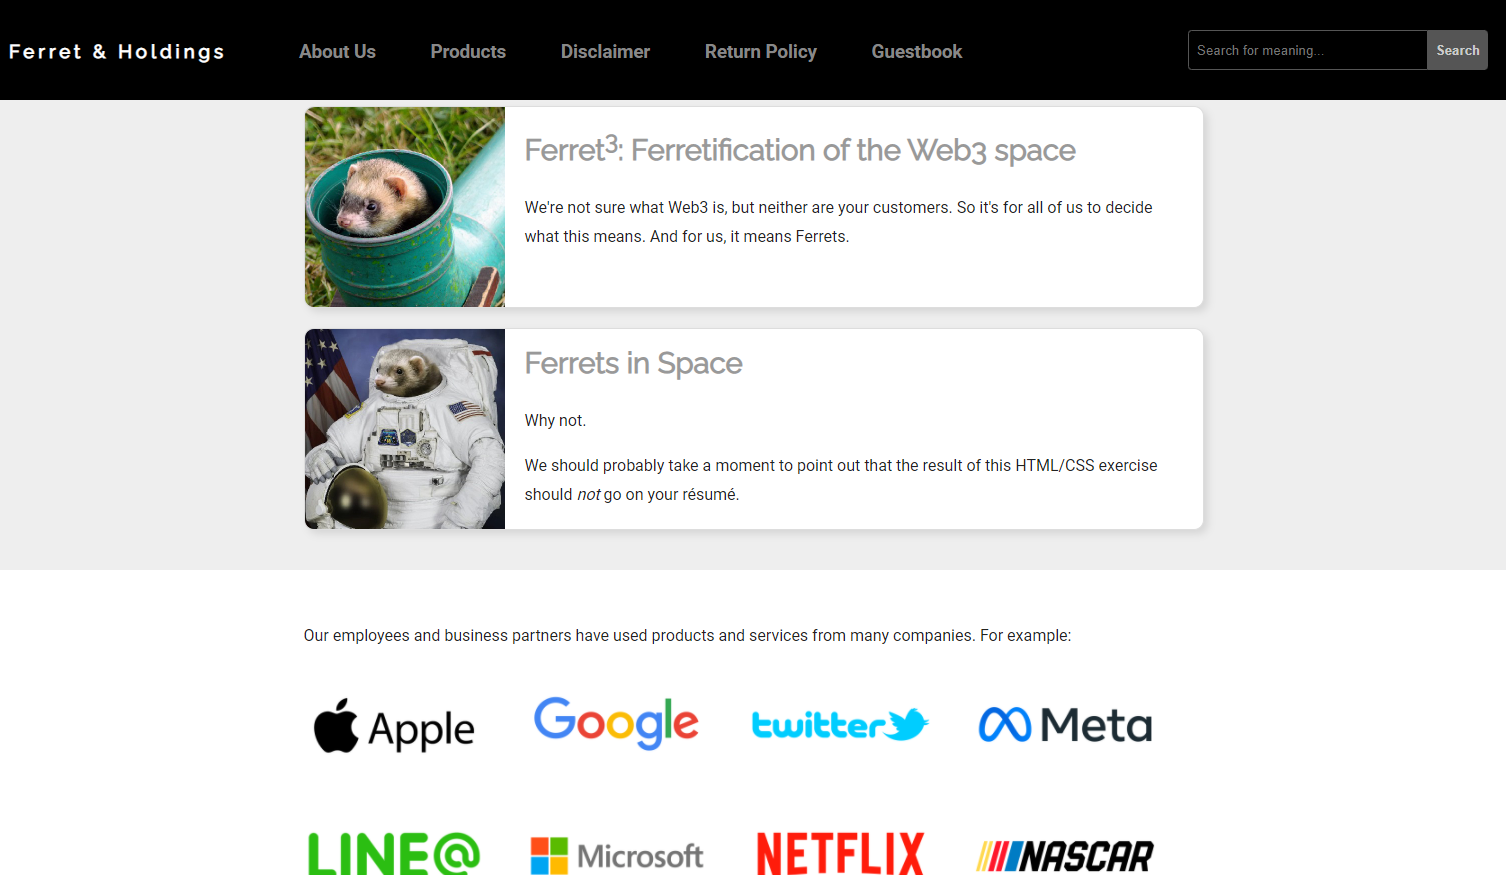 Ferret & Holdings
About Us
Products
Disclaimer
Return Policy
Guestbook
Search for meaning...
Search
Ferret³: Ferretification of the Web3 space
We're not sure what Web3 is, but neither are your customers. So it's for all of us to decide
what this means. And for us, it means Ferrets.
Ferrets in Space
Why not.
We should probably take a moment to point out that the result of this HTML/CSS exercise
should not go on your résumé.
Our employees and business partners have used products and services from many companies. For example:
Apple
Google
twitter
Meta
LINE@
Microsoft
NETFLIX
NASCAR